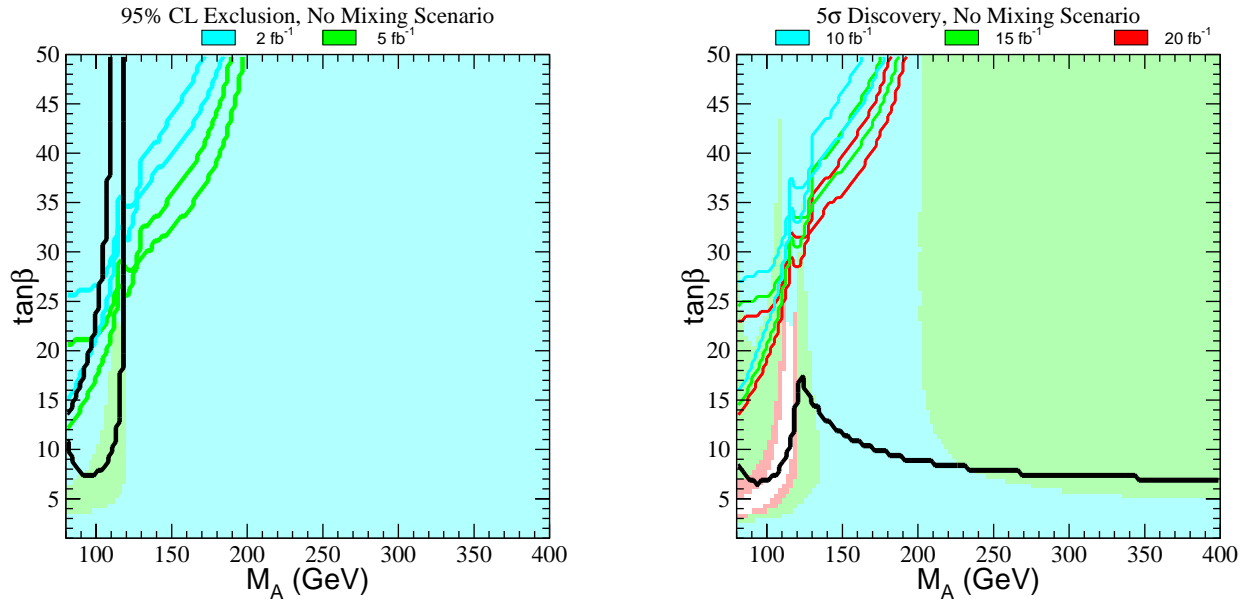 95% CL Exclusion, No Mixing Scenario
2 fb⁻¹ 5 fb⁻¹
50
45
40
35
30
25
20
15
10
5
tanβ
100 150 200 250 300 350 400
M_A (GeV)
5σ Discovery, No Mixing Scenario
10 fb⁻¹ 15 fb⁻¹ 20 fb⁻¹
50
45
40
35
30
25
20
15
10
5
tanβ
100 150 200 250 300 350 400
M_A (GeV)